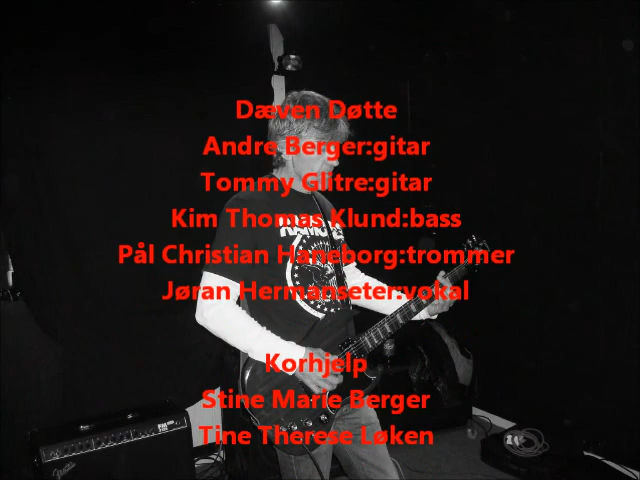 Dæven Døtte
Andre Berger:gitar
Tommy Glitre:gitar
Kim Thomas Klund:bass
Pål Christian Haneborg:trommer
Jøran Hermanseter:vokal
Korhjelp
Stine Marie Berger
Tine Therese Løken